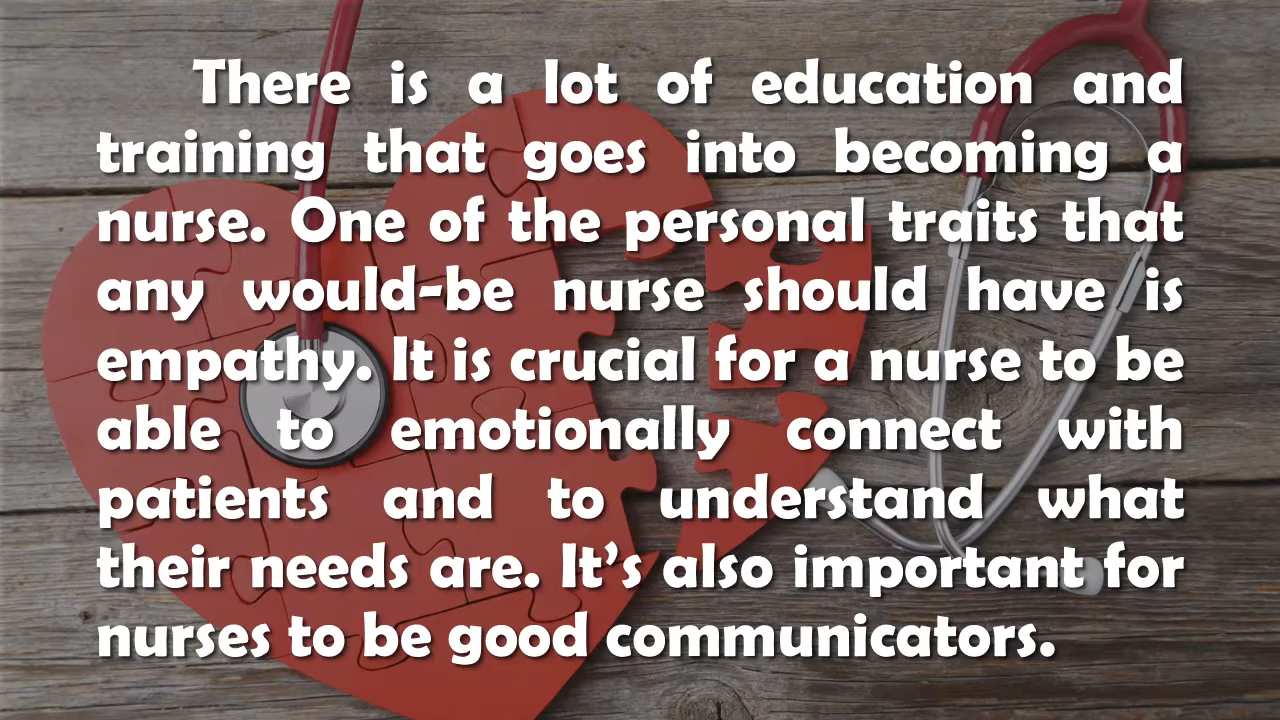 There is a lot of education and
training that goes into becoming a
nurse. One of the personal traits that
any would-be nurse should have is
empathy. It is crucial for a nurse to be
able to emotionally connect with
patients and to understand what
their needs are. It’s also important for
nurses to be good communicators.